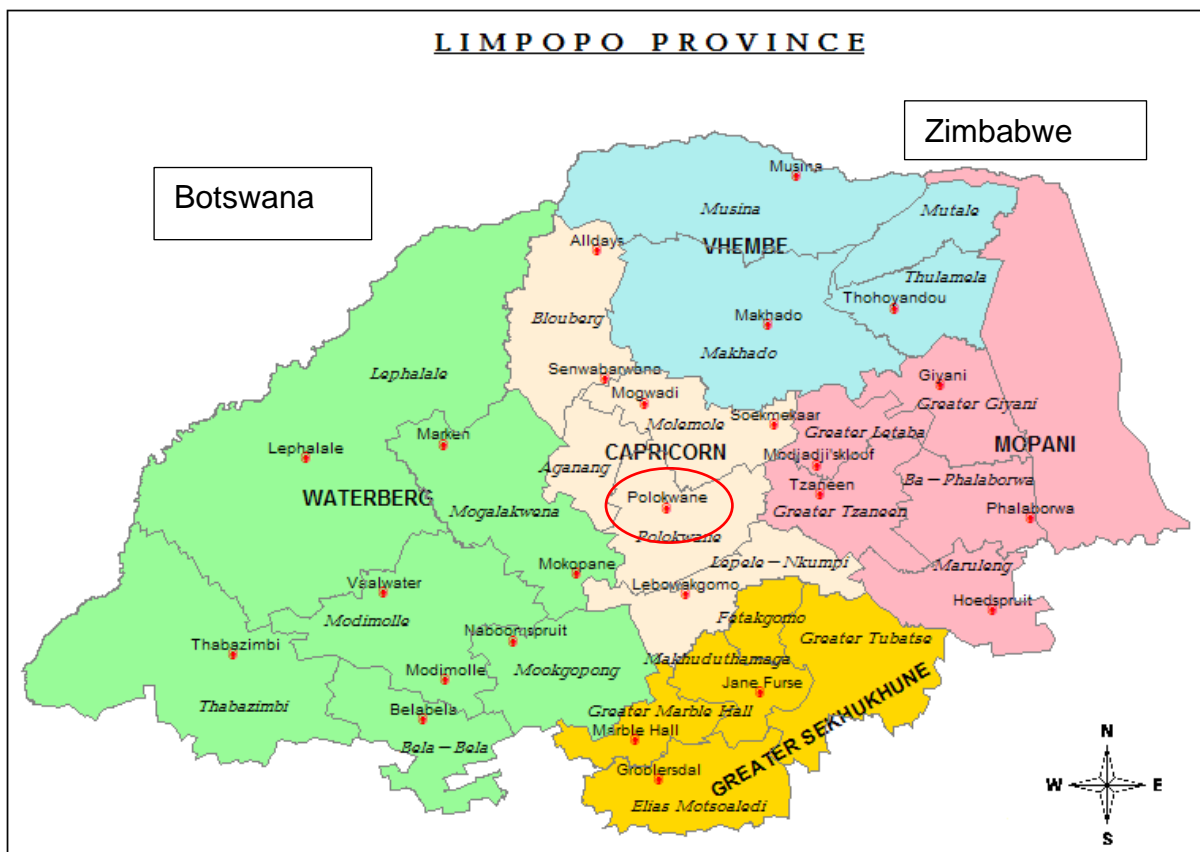 LIMPOPO PROVINCE
Zimbabwe
Botswana
Musina
Musina
Mutale
Alldays
VHEMBE
Thulamela
Thohoyandou
Blouberg
Makhado
Makhado
Lephalale
Senwabarwana
Mogwadi
Giyani
Greater Giyani
Soekmekaar
Molemole
Greater Letaba
Marken
CAPRICORN
MOPANI
Lephalale
Aganang
Modjadji'skloof
Ba-Phalaborwa
WATERBERG
Polokwane
Tzaneen
Mogalakwena
Greater Tzaneen
Phalaborwa
Polokwane
Lepele-Nkumpi
Mokopane
Maruleng
Vaalwater
Lebowakgomo
Hoedspruit
Modimolle
Fetakgomo
Naboomspruit
Greater Tubatse
Thabazimbi
Mookgopong
Makhuduthamaga
Modimolle
Jane Furse
Thabazimbi
Belabela
Greater Marble Hall
Marble Hall
Bela-Bela
GREATER SEKHUKHUNE
Groblersdal
Elias Motsoaledi
N
W E
S